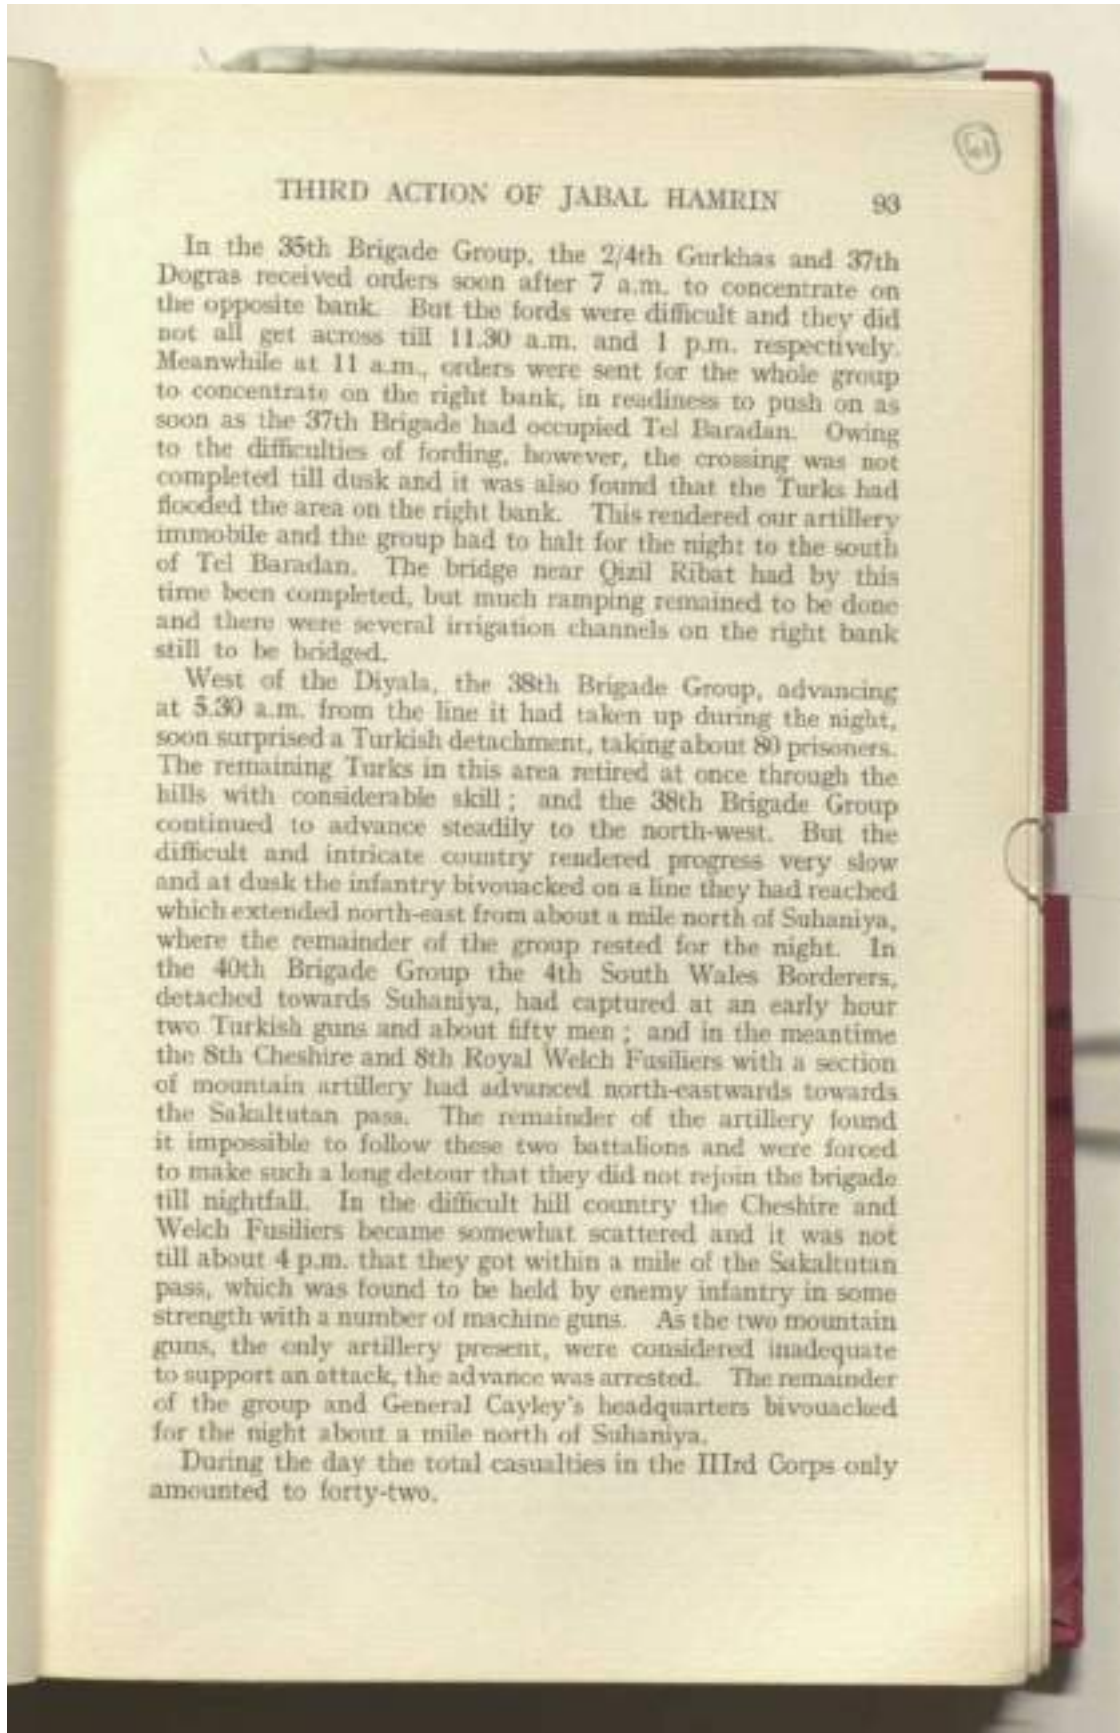 THIRD ACTION OF JABAL HAMRIN 93
In the 35th Brigade Group, the 2/4th Gurkhas and 37th
Dogras received orders soon after 7 a.m. to concentrate on
the opposite bank. But the fords were difficult and they did
not all get across till 11.30 a.m. and 1 p.m. respectively.
Meanwhile at 11 a.m., orders were sent for the whole group
to concentrate on the right bank, in readiness to push on as
soon as the 37th Brigade had occupied Tel Baradan. Owing
to the difficulties of fording, however, the crossing was not
completed till dusk and it was also found that the Turks had
flooded the area on the right bank. This rendered our artillery
immobile and the group had to halt for the night to the south
of Tel Baradan. The bridge near Qizil Ribat had by this
time been completed, but much ramping remained to be done
and there were several irrigation channels on the right bank
still to be bridged.
West of the Diyala, the 38th Brigade Group, advancing
at 5.30 a.m. from the line it had taken up during the night,
soon surprised a Turkish detachment, taking about 80 prisoners.
The remaining Turks in this area retired at once through the
hills with considerable skill ; and the 38th Brigade Group
continued to advance steadily to the north-west. But the
difficult and intricate country rendered progress very slow
and at dusk the infantry bivouacked on a line they had reached
which extended north-east from about a mile north of Suhaniya,
where the remainder of the group rested for the night. In
the 40th Brigade Group the 4th South Wales Borderers,
detached towards Suhaniya, had captured at an early hour
two Turkish guns and about fifty men ; and in the meantime
the 8th Cheshire and 8th Royal Welch Fusiliers with a section
of mountain artillery had advanced north-eastwards towards
the Sakaltutan pass. The remainder of the artillery found
it impossible to follow these two battalions and were forced
to make such a long detour that they did not rejoin the brigade
till nightfall. In the difficult hill country the Cheshire and
Welch Fusiliers became somewhat scattered and it was not
till about 4 p.m. that they got within a mile of the Sakaltutan
pass, which was found to be held by enemy infantry in some
strength with a number of machine guns. As the two mountain
guns, the only artillery present, were considered inadequate
to support an attack, the advance was arrested. The remainder
of the group and General Cayley's headquarters bivouacked
for the night about a mile north of Suhaniya.
During the day the total casualties in the IIIrd Corps only
amounted to forty-two.